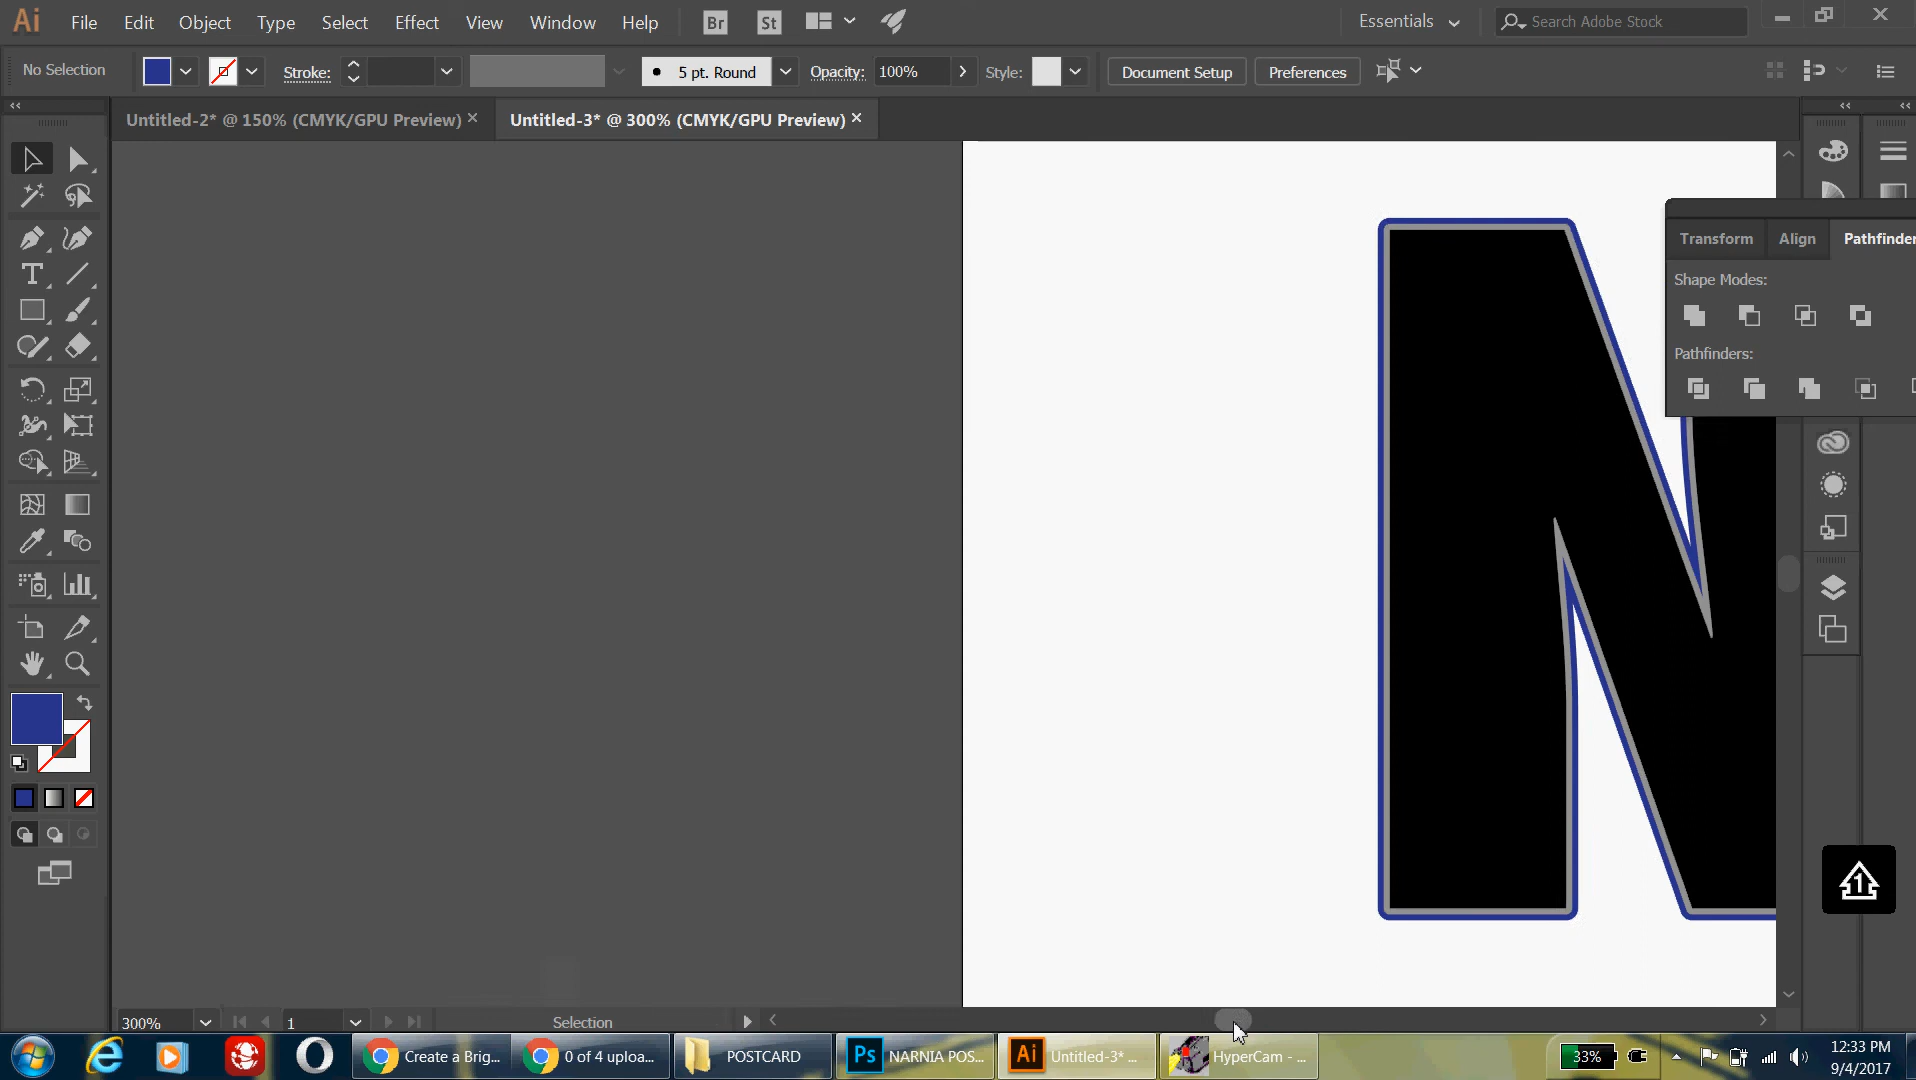 Ai File Edit Object Type Select Effect View Window Help Br St Essentials Search Adobe Stock
No Selection Stroke: 5 pt. Round Opacity: 100% Style: Document Setup Preferences
Untitled-2* @ 150% (CMYK/GPU Preview) Untitled-3* @ 300% (CMYK/GPU Preview)
Transform Align Pathfinder
Shape Modes:
Pathfinders:
N
300% 1 Selection
Create a Brig... 0 of 4 uploa... POSTCARD Ps NARNIA POS... Ai Untitled-3* ... HyperCam - ... 33% 12:33 PM
9/4/2017